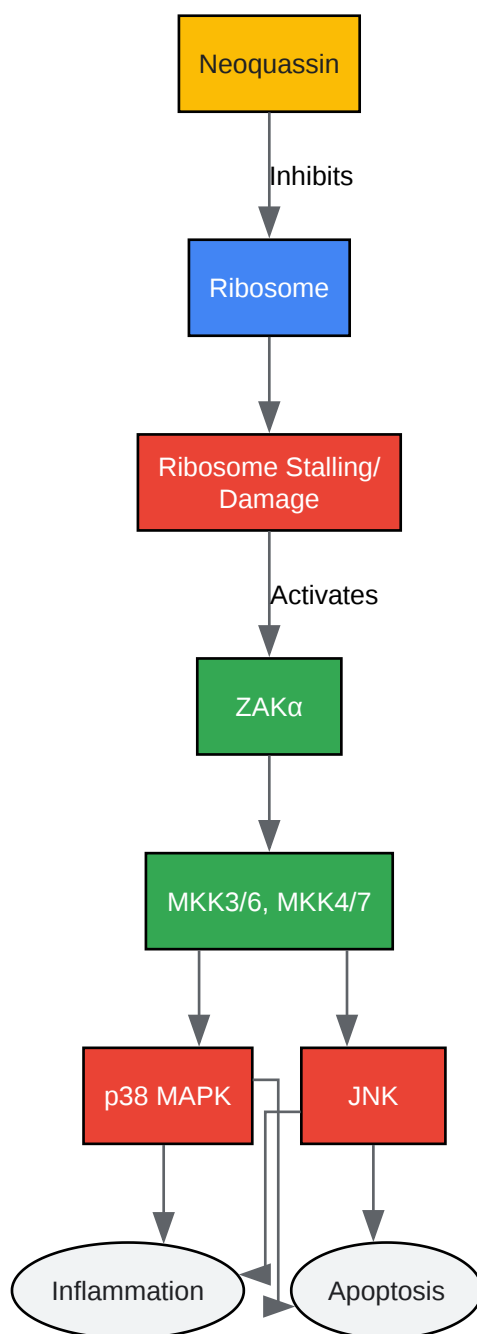 Neoquassin
Inhibits
Ribosome
Ribosome Stalling/
Damage
Activates
ZAKα
MKK3/6, MKK4/7
p38 MAPK
JNK
Inflammation
Apoptosis